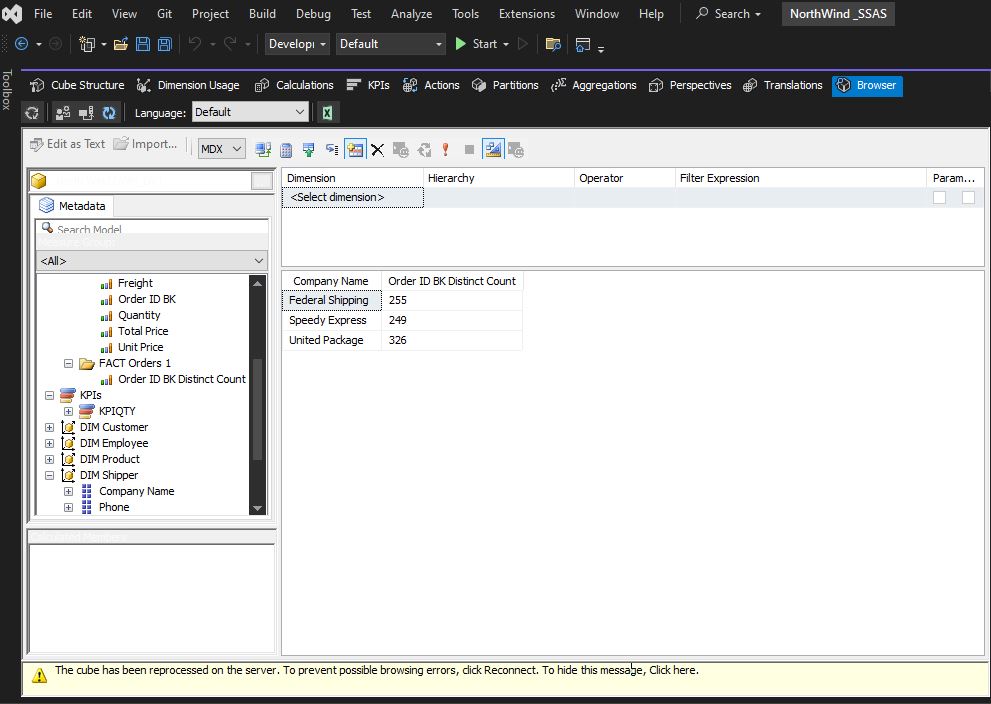 File Edit View Git Project Build Debug Test Analyze Tools Extensions Window Help Search NorthWind _SSAS
Developi Default Start
Toolbox
Cube Structure Dimension Usage Calculations KPIs Actions Partitions Aggregations Perspectives Translations Browser
Language: Default
Edit as Text Import... MDX
Dimension Hierarchy Operator Filter Expression Param...
<Select dimension>
Metadata
Search Model
Measure Group:
<All>
Freight
Order ID BK
Quantity
Total Price
Unit Price
FACT Orders 1
Order ID BK Distinct Count
KPIs
KPIQTY
DIM Customer
DIM Employee
DIM Product
DIM Shipper
Company Name
Phone
Calculated Members
Company Name Order ID BK Distinct Count
Federal Shipping 255
Speedy Express 249
United Package 326
The cube has been reprocessed on the server. To prevent possible browsing errors, click Reconnect. To hide this message, Click here.